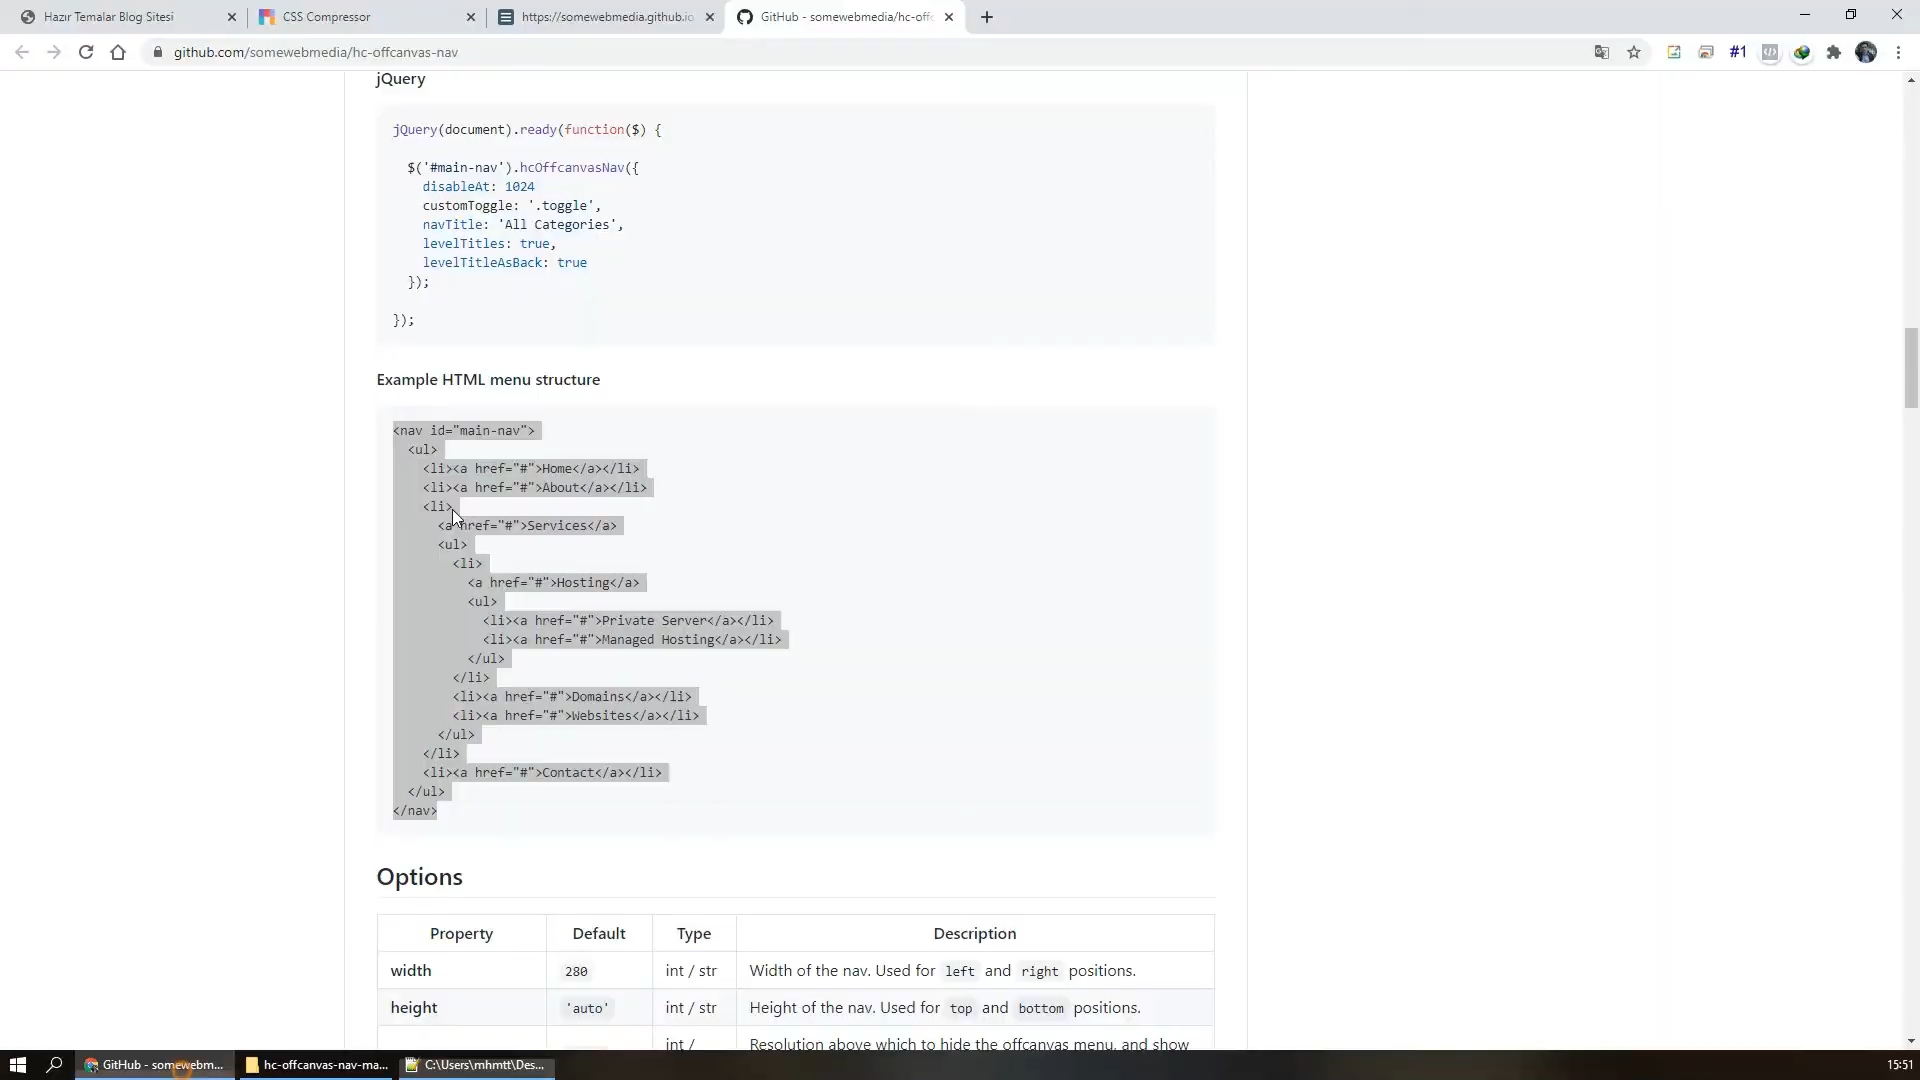 Hazır Temalar Blog Sitesi
CSS Compressor
https://somewebmedia.github.io
GitHub - somewebmedia/hc-offc
github.com/somewebmedia/hc-offcanvas-nav
#1
jQuery
jQuery(document).ready(function($) {
$('#main-nav').hcOffcanvasNav({
disableAt: 1024
customToggle: '.toggle',
navTitle: 'All Categories',
levelTitles: true,
levelTitleAsBack: true
});
});
Example HTML menu structure
<nav id="main-nav">
<ul>
<li><a href="#">Home</a></li>
<li><a href="#">About</a></li>
<li>
<a href="#">Services</a>
<ul>
<li>
<a href="#">Hosting</a>
<ul>
<li><a href="#">Private Server</a></li>
<li><a href="#">Managed Hosting</a></li>
</ul>
</li>
<li><a href="#">Domains</a></li>
<li><a href="#">Websites</a></li>
</ul>
</li>
<li><a href="#">Contact</a></li>
</ul>
</nav>
Options
Property Default Type Description
width 280 int / str Width of the nav. Used for left and right positions.
height 'auto' int / str Height of the nav. Used for top and bottom positions.
int / Resolution above which to hide the offcanvas menu, and show
GitHub - somewebm... hc-offcanvas-nav-ma... C:\Users\mhmtt\Des... 15:51